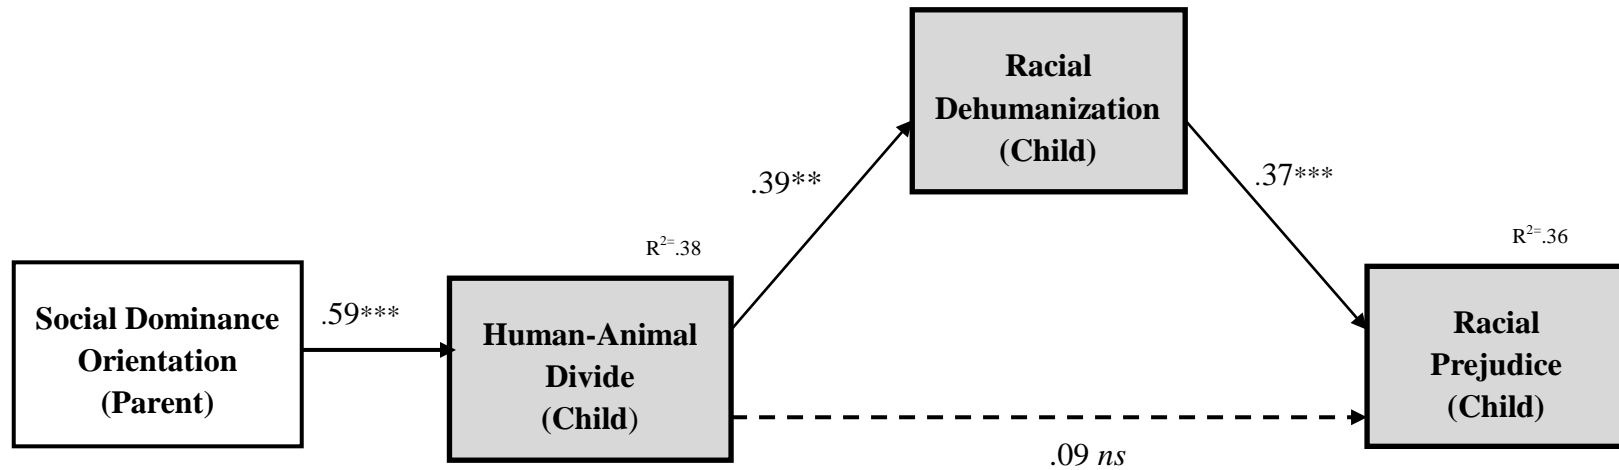 Racial
Dehumanization
(Child)
.39**
.37***
R²⁼.38
R²⁼.36
Social Dominance
Orientation
(Parent)
.59***
Human-Animal
Divide
(Child)
Racial
Prejudice
(Child)
.09 ns